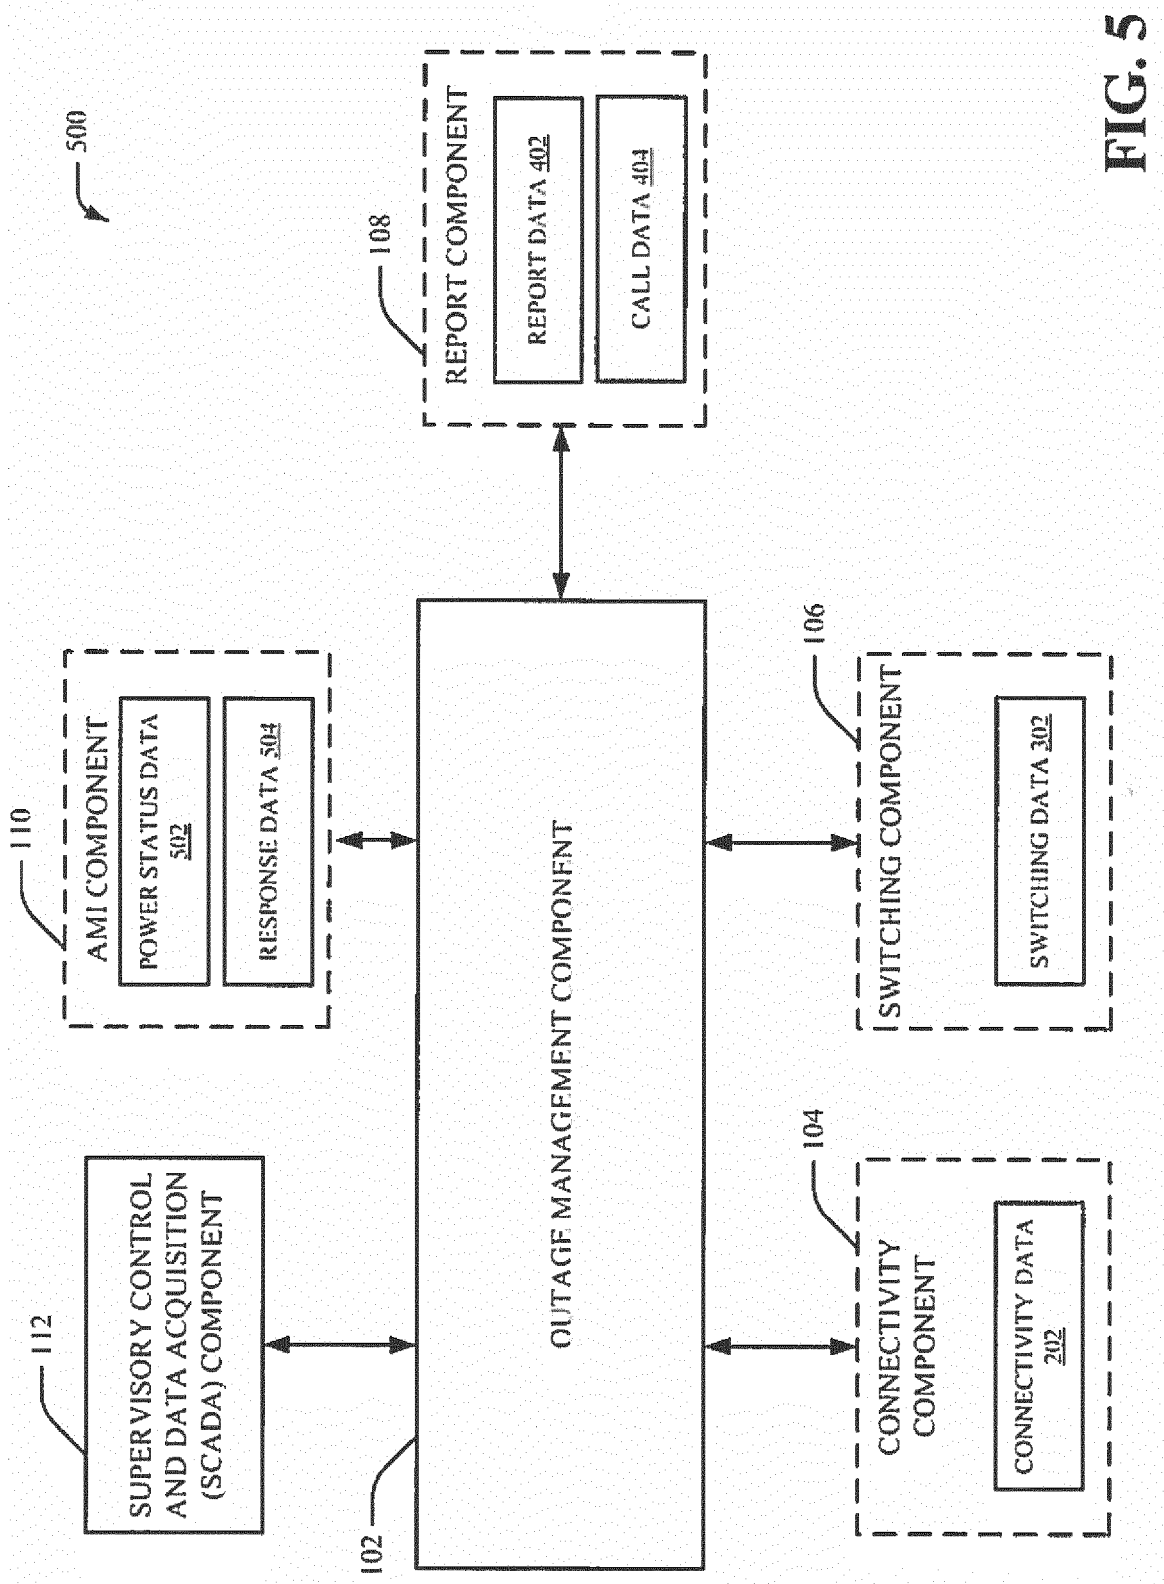 500
112
SUPERVISORY CONTROL
AND DATA ACQUISITION
(SCADA) COMPONENT
110
AMI COMPONENT
POWER STATUS DATA
502
RESPONSE DATA 504
102
OUTAGE MANAGEMENT COMPONENT
108
REPORT COMPONENT
REPORT DATA 402
CALL DATA 404
104
CONNECTIVITY
COMPONENT
CONNECTIVITY DATA
202
106
SWITCHING COMPONENT
SWITCHING DATA 302
FIG. 5